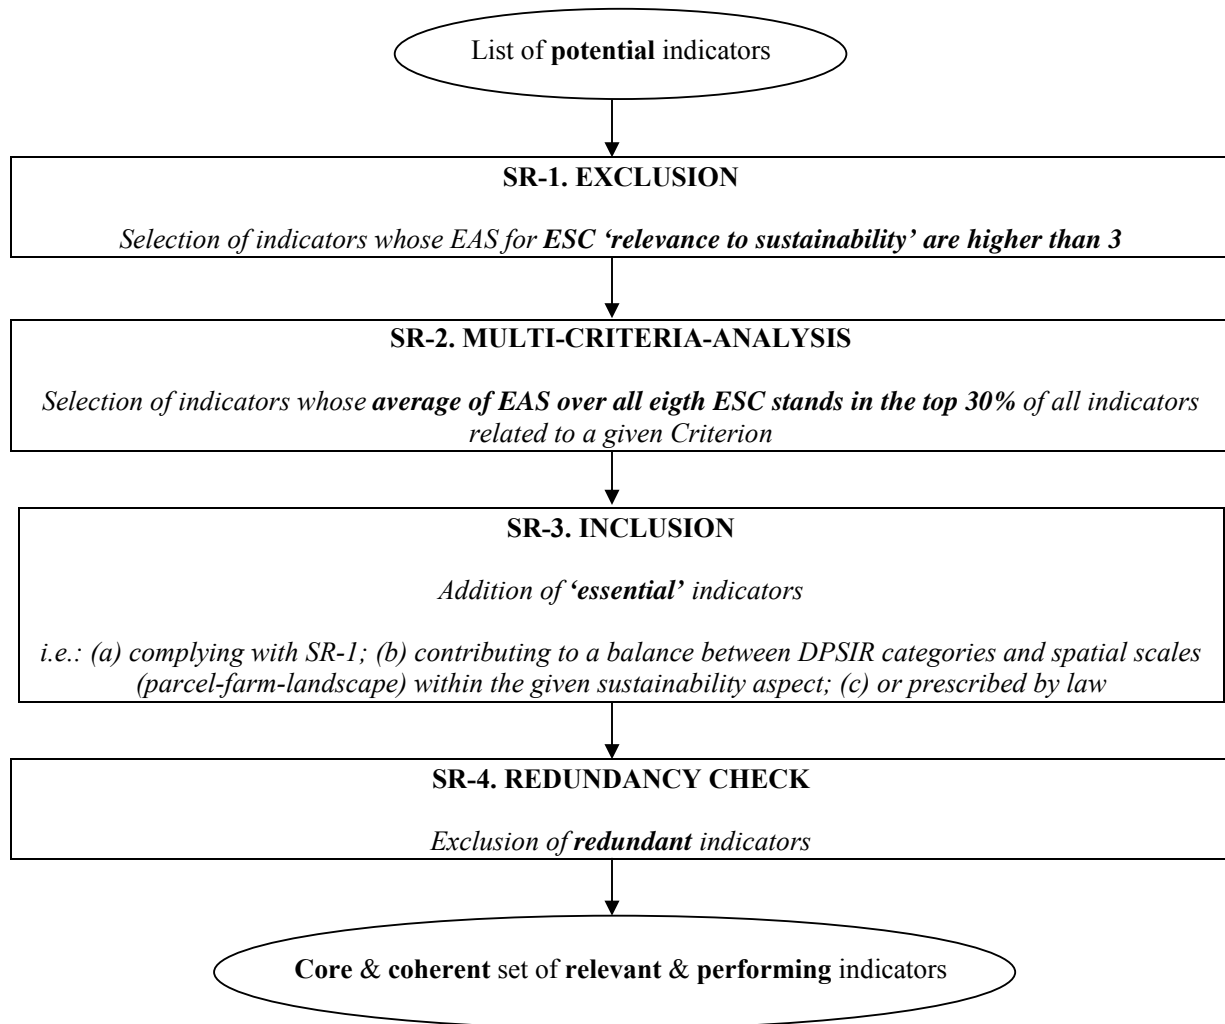 List of potential indicators
SR-1. EXCLUSION
Selection of indicators whose EAS for ESC ‘relevance to sustainability’ are higher than 3
SR-2. MULTI-CRITERIA-ANALYSIS
Selection of indicators whose average of EAS over all eigth ESC stands in the top 30% of all indicators
related to a given Criterion
SR-3. INCLUSION
Addition of ‘essential’ indicators
i.e.: (a) complying with SR-1; (b) contributing to a balance between DPSIR categories and spatial scales
(parcel-farm-landscape) within the given sustainability aspect; (c) or prescribed by law
SR-4. REDUNDANCY CHECK
Exclusion of redundant indicators
Core & coherent set of relevant & performing indicators